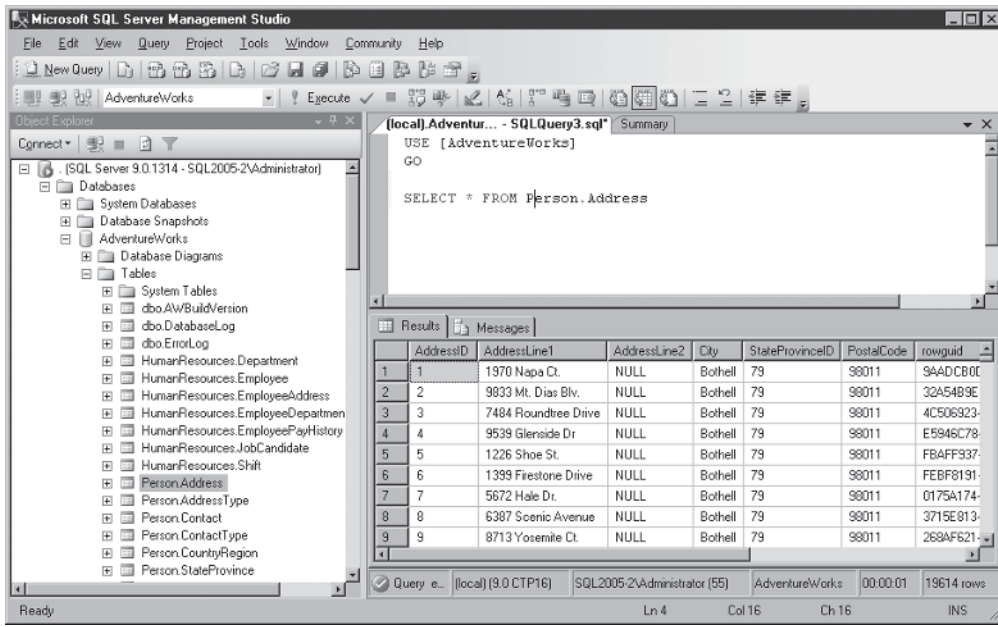 Microsoft SQL Server Management Studio
File Edit View Query Project Tools Window Community Help
New Query
AdventureWorks Execute
Object Explorer
Connect
. (SQL Server 9.0.1314 - SQL2005-2\Administrator)
Databases
System Databases
Database Snapshots
AdventureWorks
Database Diagrams
Tables
System Tables
dbo.AWBuildVersion
dbo.DatabaseLog
dbo.ErrorLog
HumanResources.Department
HumanResources.Employee
HumanResources.EmployeeAddress
HumanResources.EmployeeDepartmen
HumanResources.EmployeePayHistory
HumanResources.JobCandidate
HumanResources.Shift
Person.Address
Person.AddressType
Person.Contact
Person.ContactType
Person.CountryRegion
Person.StateProvince
(local).Adventur... - SQLQuery3.sql* Summary
USE [AdventureWorks]
GO
SELECT * FROM Person.Address
Results Messages
AddressID AddressLine1 AddressLine2 City StateProvinceID PostalCode rowguid
1 1 1970 Napa Ct. NULL Bothell 79 98011 9AADCB0D
2 2 9833 Mt. Dias Blv. NULL Bothell 79 98011 32A54B9E
3 3 7484 Roundtree Drive NULL Bothell 79 98011 4C506923-
4 4 9539 Glenside Dr NULL Bothell 79 98011 E5946C78-
5 5 1226 Shoe St. NULL Bothell 79 98011 FBAFF937-
6 6 1399 Firestone Drive NULL Bothell 79 98011 FEBF8191-
7 7 5672 Hale Dr. NULL Bothell 79 98011 0175A174-
8 8 6387 Scenic Avenue NULL Bothell 79 98011 3715E813-
9 9 8713 Yosemite Ct. NULL Bothell 79 98011 268AF621-
Query e... (local) (9.0 CTP16) SQL2005-2\Administrator (55) AdventureWorks 00:00:01 19614 rows
Ready Ln 4 Col 16 Ch 16 INS